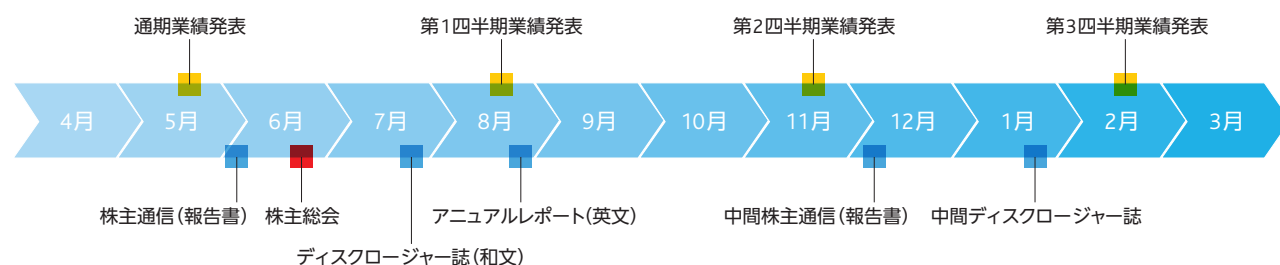 通期業績発表
第1四半期業績発表
第2四半期業績発表
第3四半期業績発表
4月
5月
6月
7月
8月
9月
10月
11月
12月
1月
2月
3月
株主通信(報告書)
株主総会
アニュアルレポート(英文)
中間株主通信(報告書)
中間ディスクロージャー誌
ディスクロージャー誌(和文)